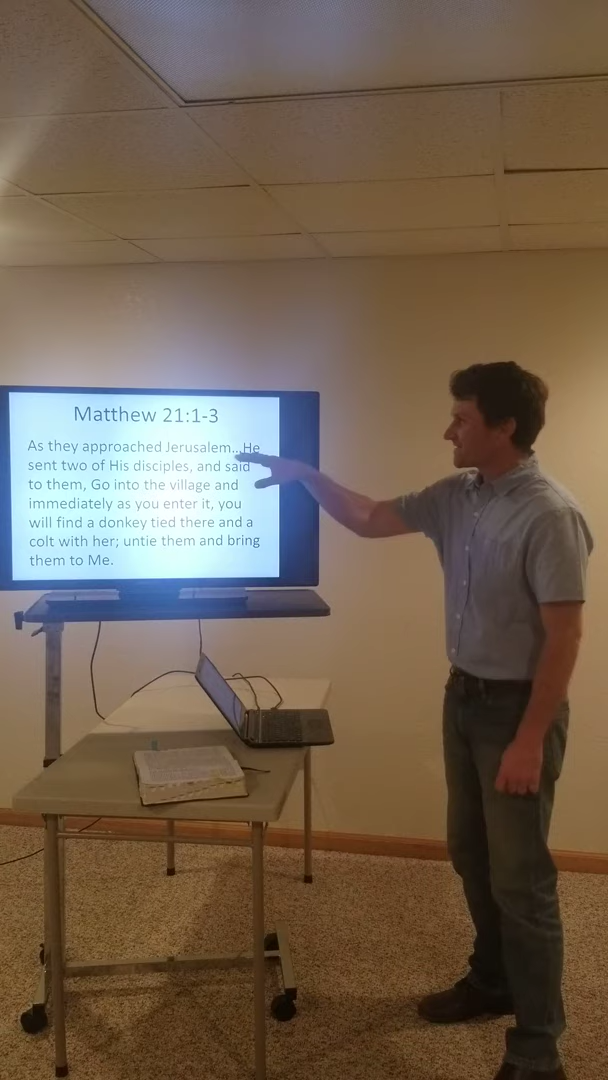 Matthew 21:1-3
As they approached Jerusalem...He
sent two of His disciples, and said
to them, Go into the village and
immediately as you enter it, you
will find a donkey tied there and a
colt with her; untie them and bring
them to Me.